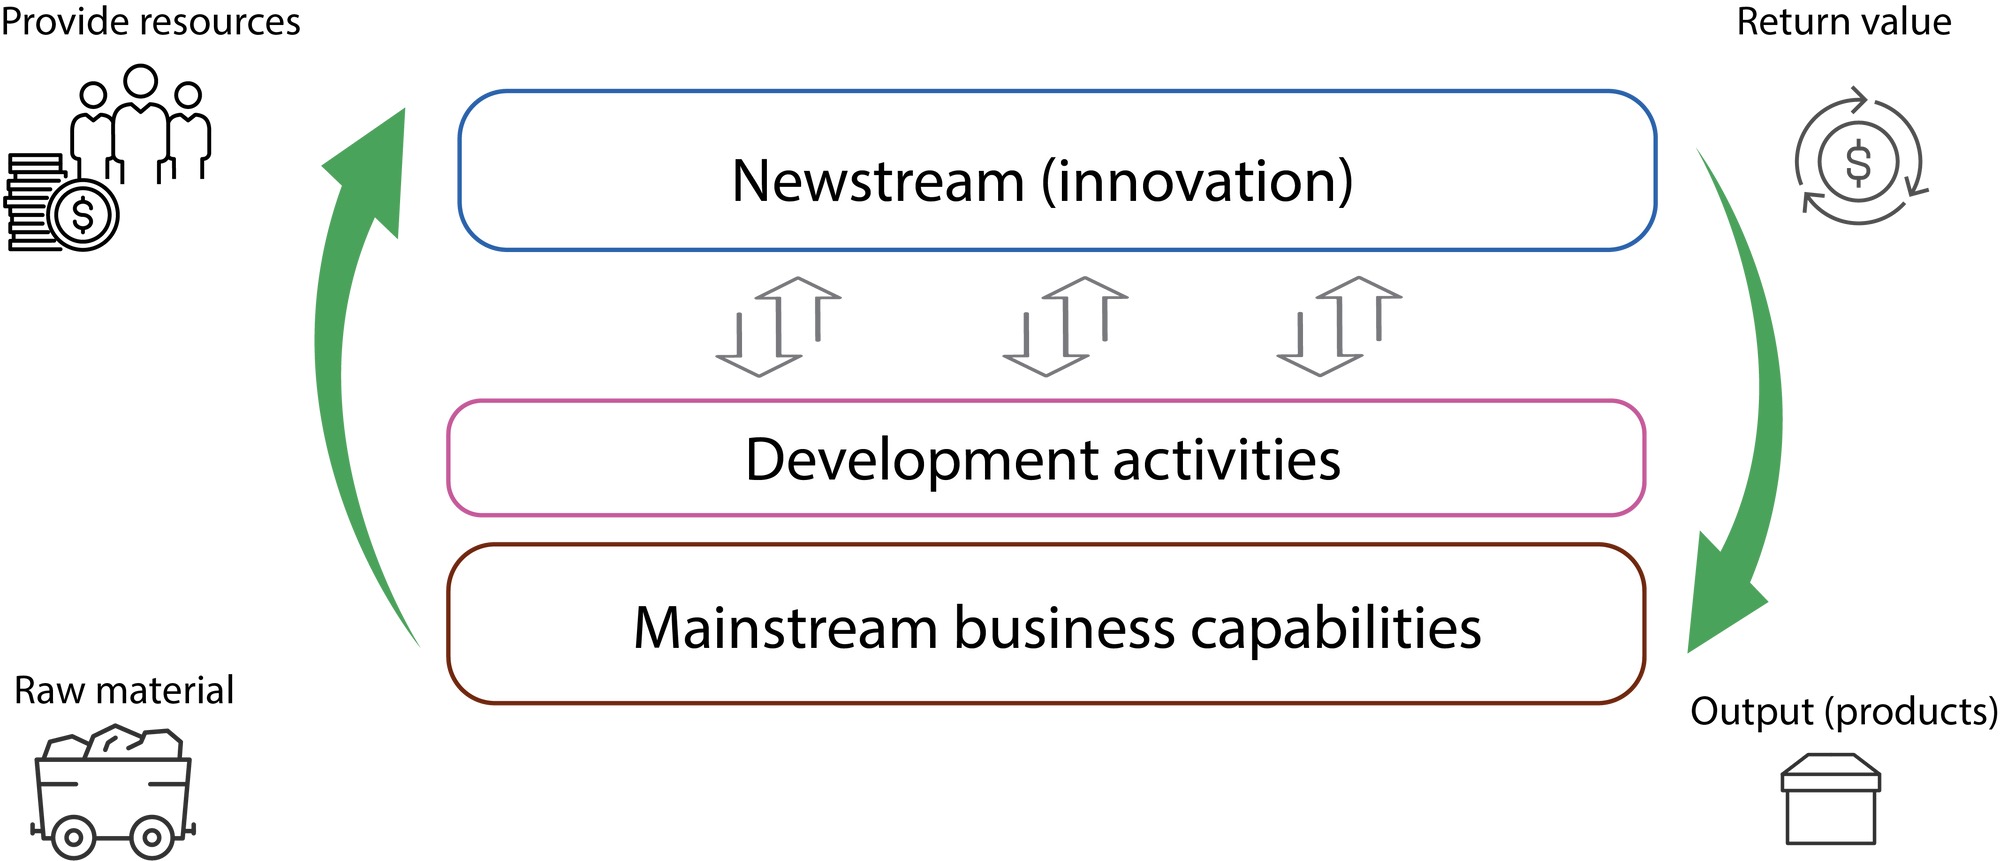 Provide resources
Return value
$
$
Newstream (innovation)
Development activities
Mainstream business capabilities
Raw material
Output (products)